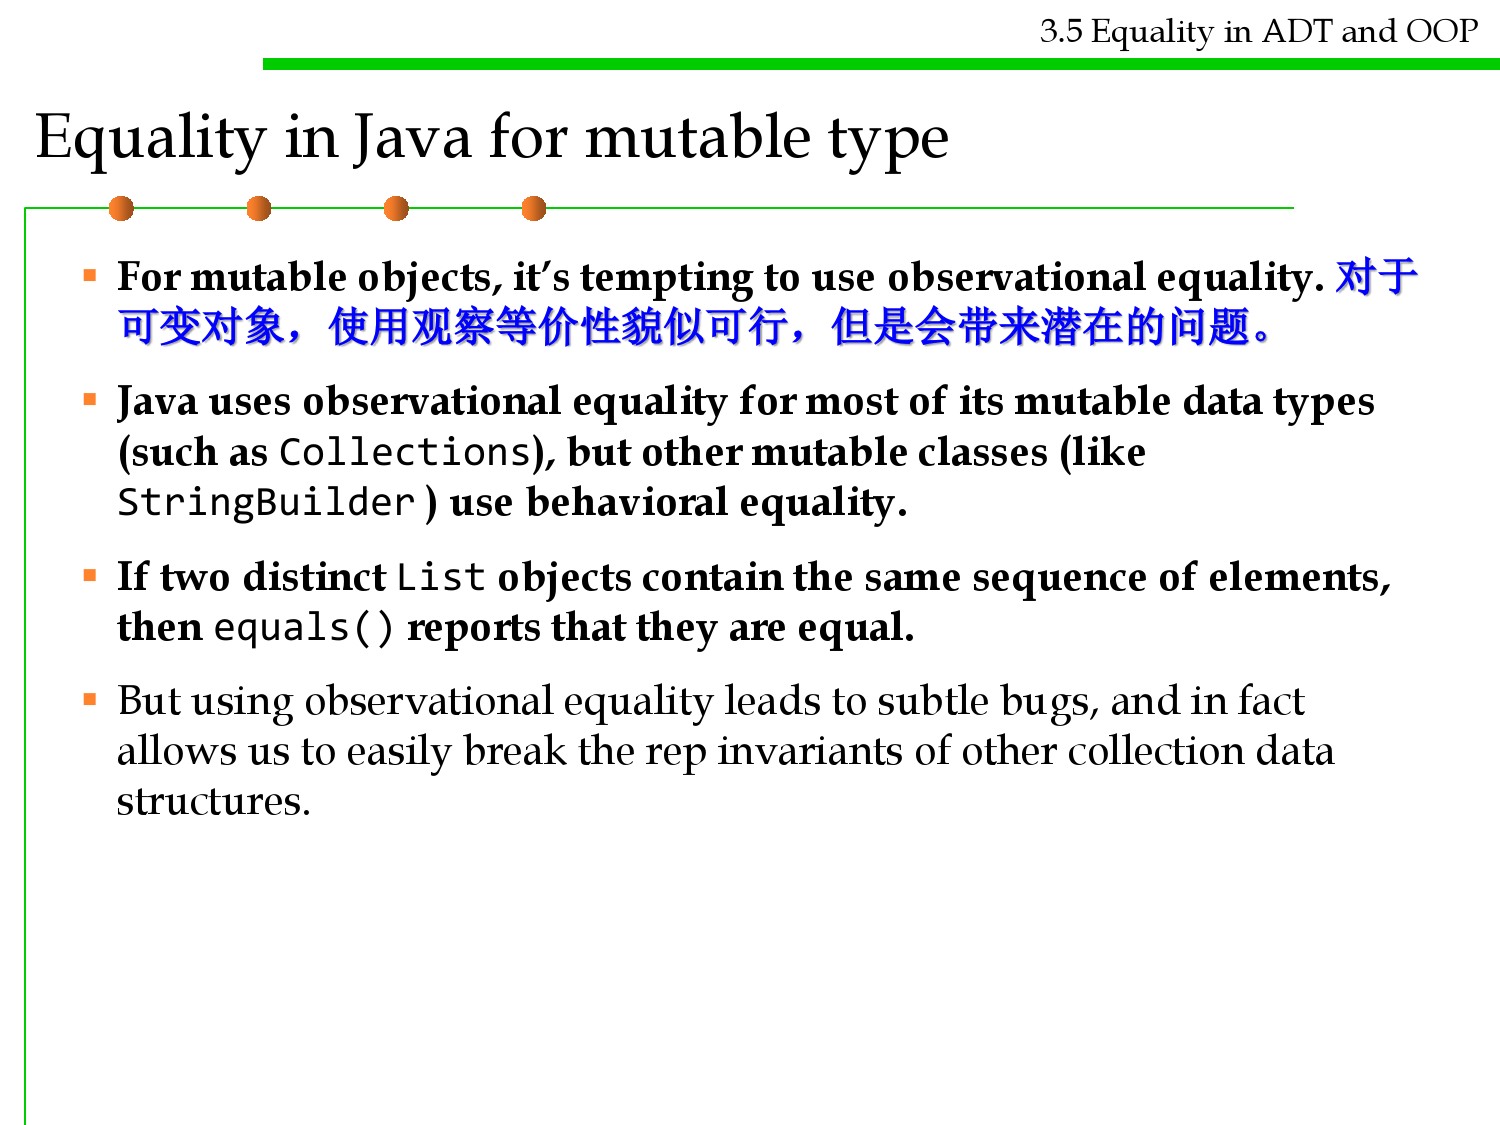 3.5 Equality in ADT and OOP
Equality in Java for mutable type
▪ For mutable objects, it’s tempting to use observational equality. 对于
可变对象，使用观察等价性貌似可行，但是会带来潜在的问题。
▪ Java uses observational equality for most of its mutable data types
(such as Collections), but other mutable classes (like
StringBuilder ) use behavioral equality.
▪ If two distinct List objects contain the same sequence of elements,
then equals() reports that they are equal.
▪ But using observational equality leads to subtle bugs, and in fact
allows us to easily break the rep invariants of other collection data
structures.